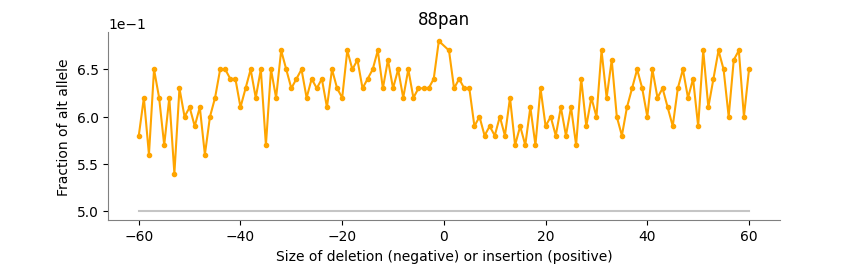 88pan
1e−1
Fraction of alt allele
6.5
6.0
5.5
5.0
−60 −40 −20 0 20 40 60
Size of deletion (negative) or insertion (positive)